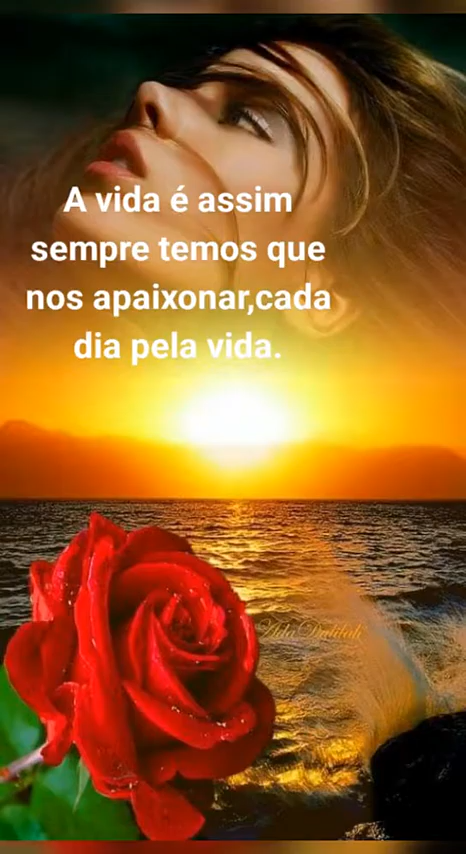 A vida é assim
sempre temos que
nos apaixonar,cada
dia pela vida.